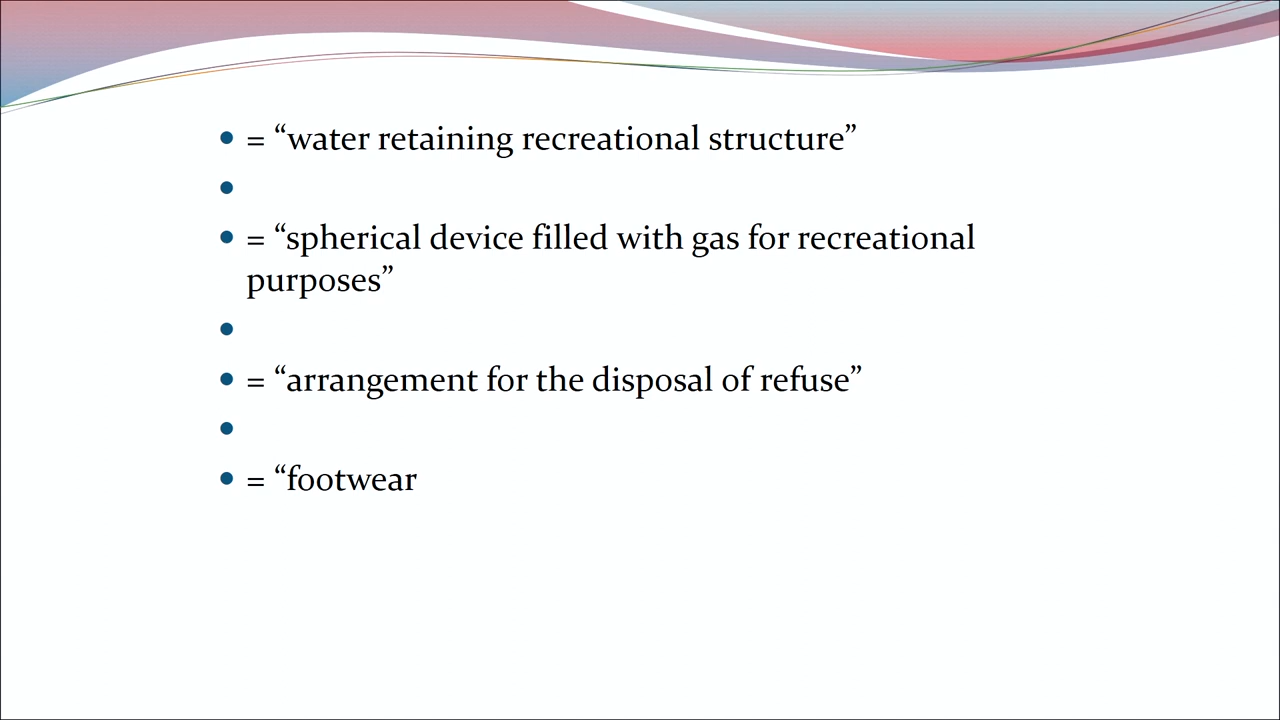 = “water retaining recreational structure”
= “spherical device filled with gas for recreational
purposes”
= “arrangement for the disposal of refuse”
= “footwear